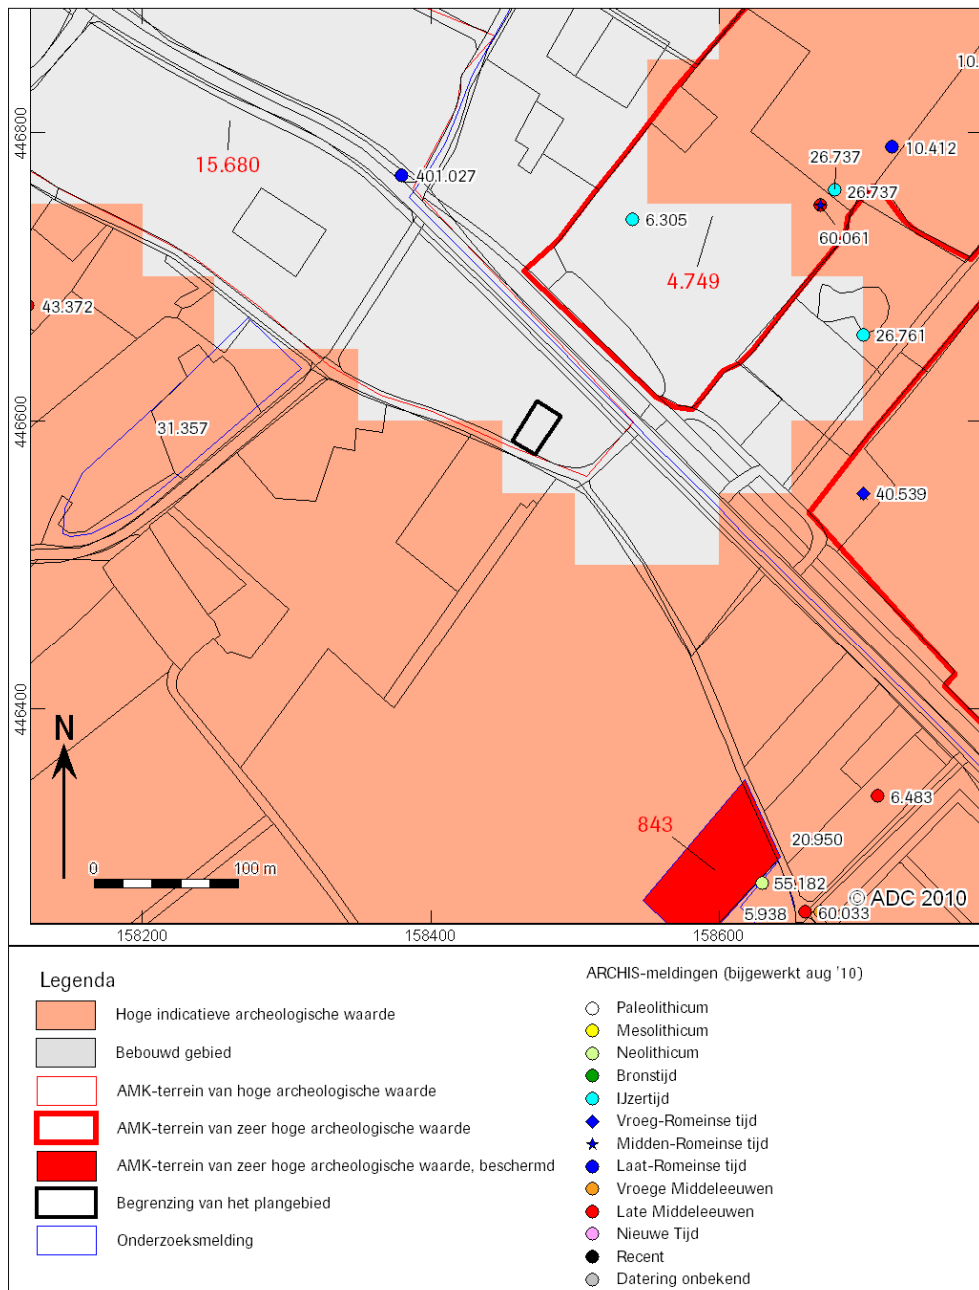 10.
446800
10.412
15.680
401.027
26.737
26.737
6.305
60.061
4.749
43.372
26.761
446600
31.357
40.539
446400
N
6.483
843
20.950
0
100 m
55.182
© ADC 2010
5.938
60.033
158200
158400
158600
Legenda
Hoge indicatieve archeologische waarde
Bebouwd gebied
AMK-terrein van hoge archeologische waarde
AMK-terrein van zeer hoge archeologische waarde
AMK-terrein van zeer hoge archeologische waarde, beschermd
Begrenzing van het plangebied
Onderzoeksmelding
ARCHIS-meldingen (bijgewerkt aug '10)
Paleolithicum
Mesolithicum
Neolithicum
Bronstijd
IJzertijd
Vroeg-Romeinse tijd
Midden-Romeinse tijd
Laat-Romeinse tijd
Vroege Middeleeuwen
Late Middeleeuwen
Nieuwe Tijd
Recent
Datering onbekend